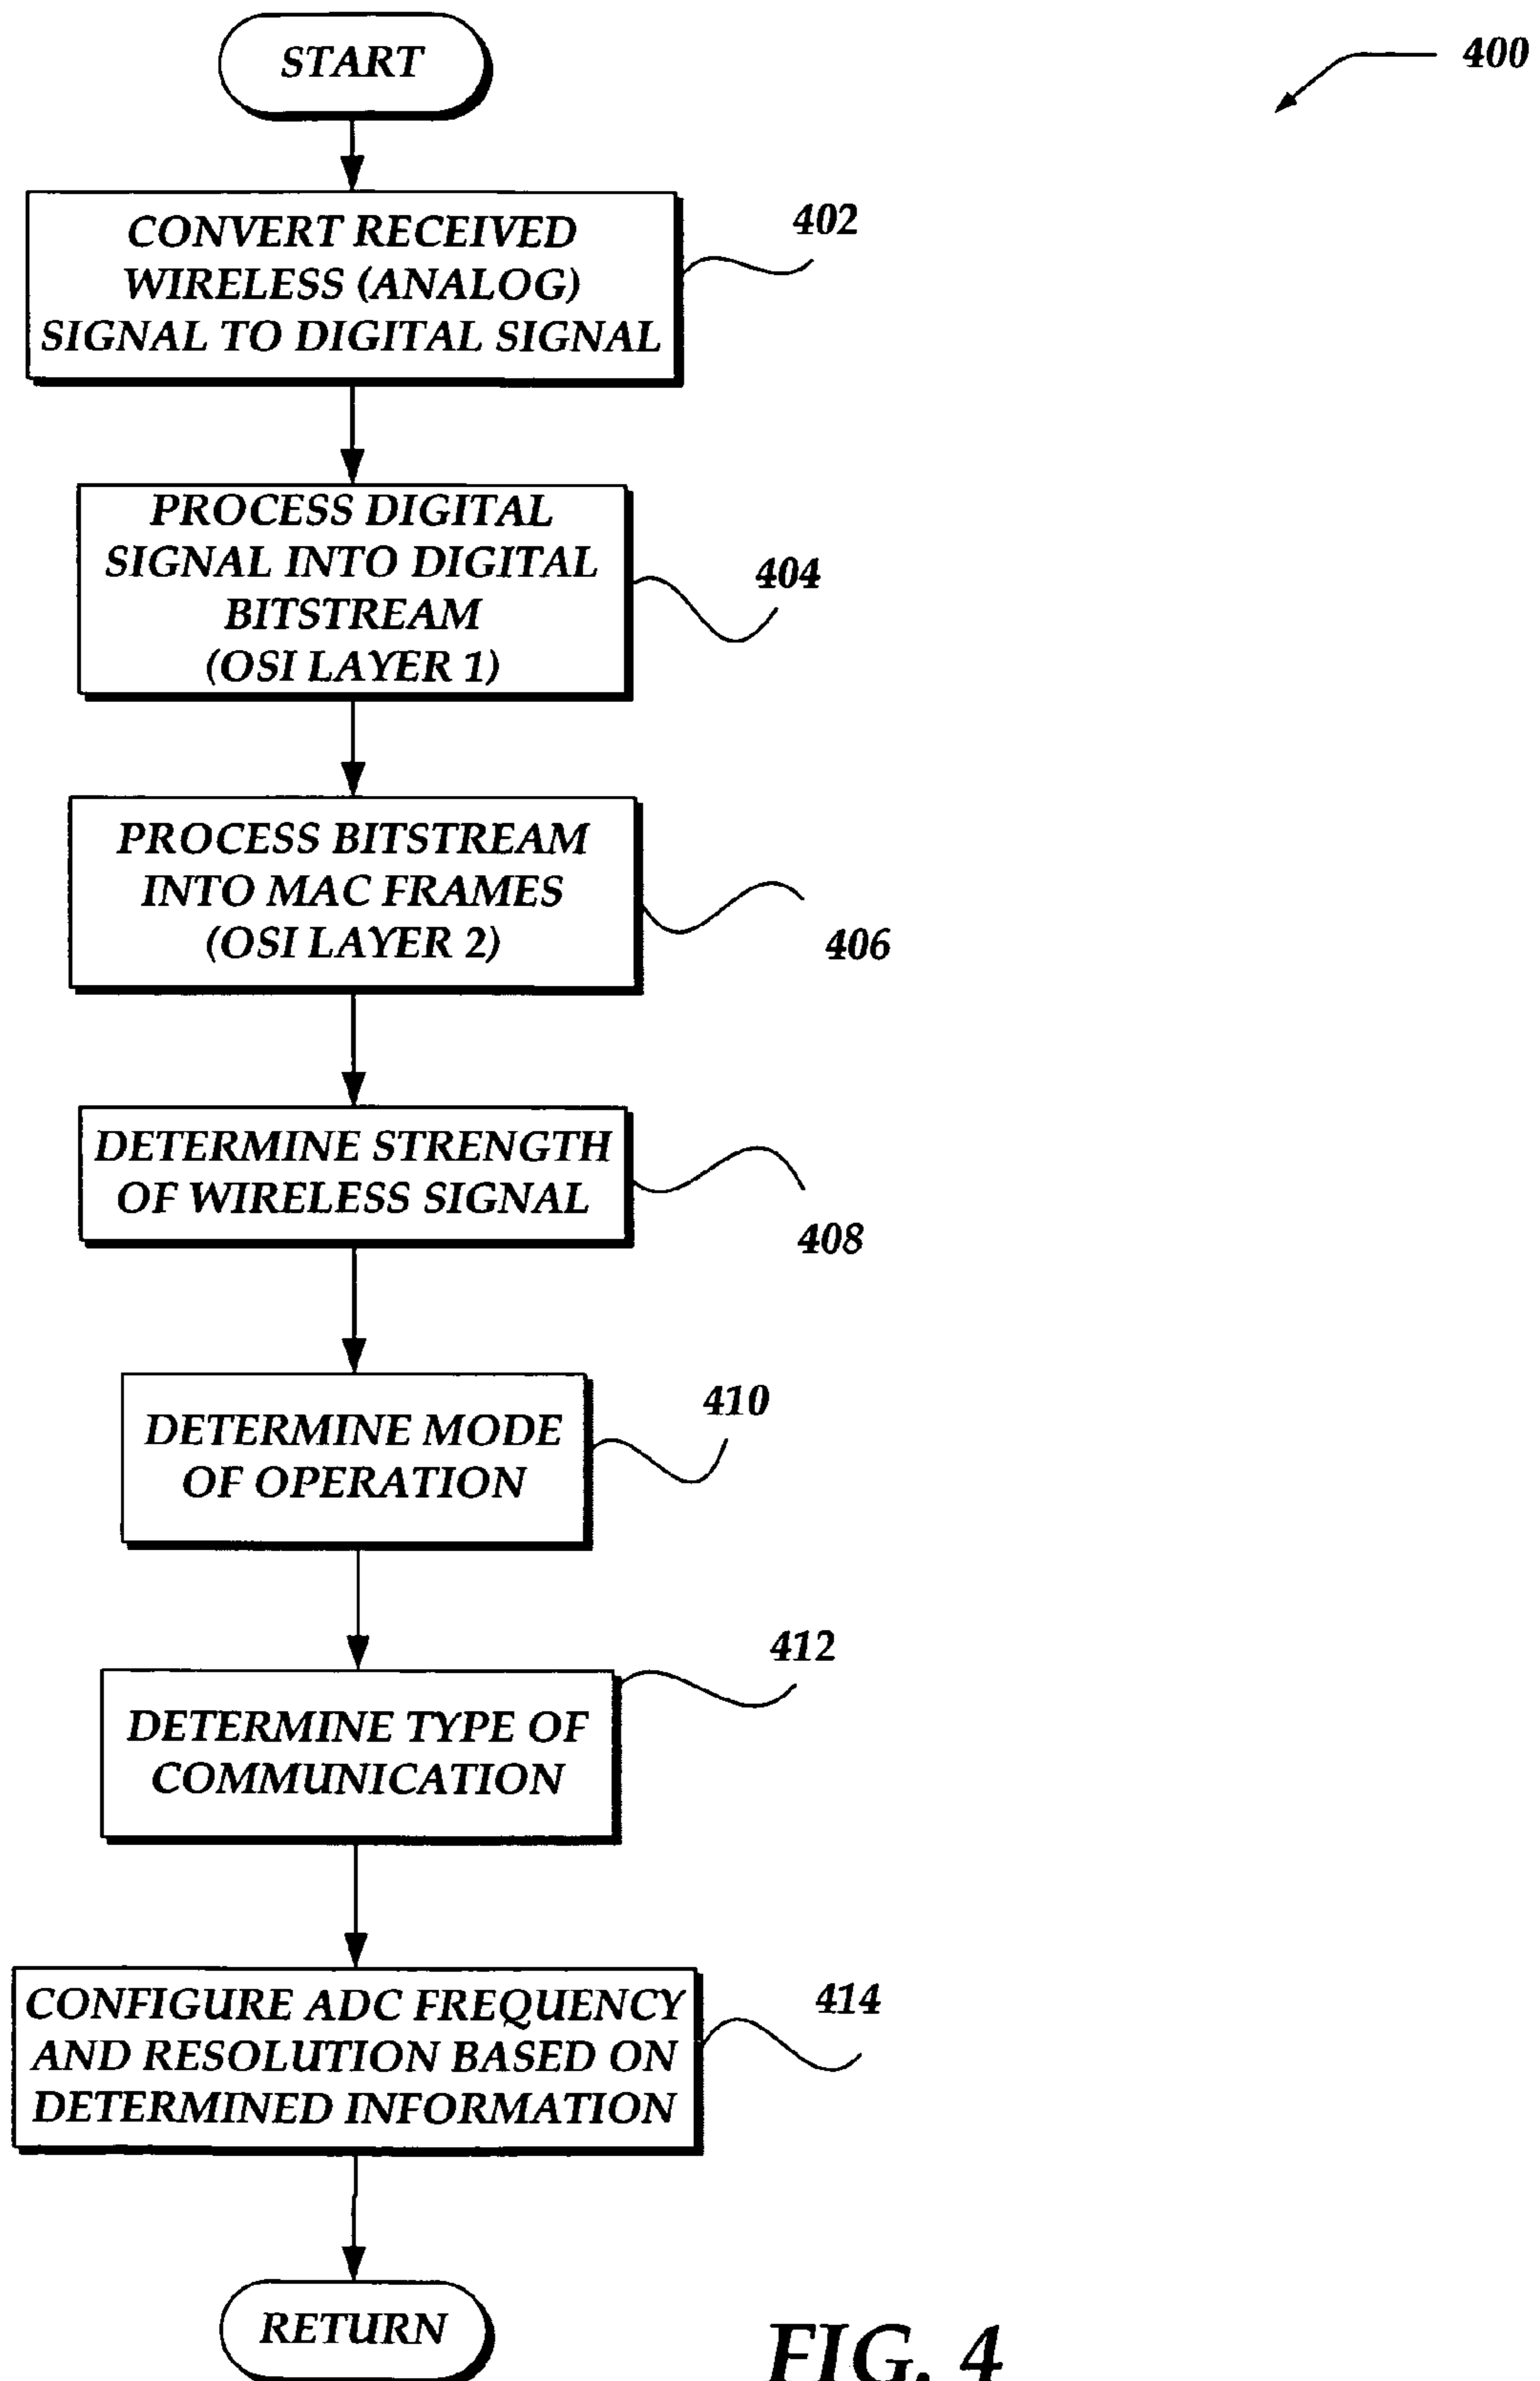 START
400
CONVERT RECEIVED
WIRELESS (ANALOG)
SIGNAL TO DIGITAL SIGNAL
402
PROCESS DIGITAL
SIGNAL INTO DIGITAL
BITSTREAM
(OSI LAYER 1)
404
PROCESS BITSTREAM
INTO MAC FRAMES
(OSI LAYER 2)
406
DETERMINE STRENGTH
OF WIRELESS SIGNAL
408
DETERMINE MODE
OF OPERATION
410
DETERMINE TYPE OF
COMMUNICATION
412
CONFIGURE ADC FREQUENCY
AND RESOLUTION BASED ON
DETERMINED INFORMATION
414
RETURN
FIG. 4